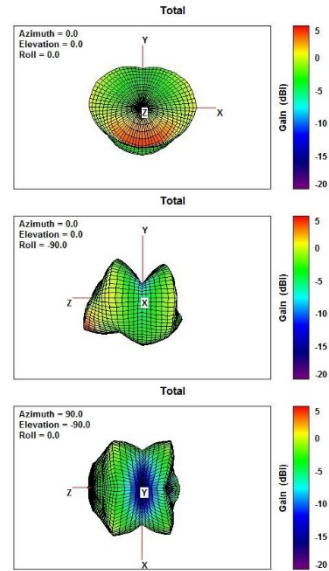 Total
Azimuth = 0.0
Elevation = 0.0
Roll = 0.0
Y
Z
X
5
0
-5
-10
-15
-20
Gain (dBi)
Total
Azimuth = 0.0
Elevation = 0.0
Roll = -90.0
Y
Z
X
5
0
-5
-10
-15
-20
Gain (dBi)
Total
Azimuth = 90.0
Elevation = -90.0
Roll = 0.0
Z
Y
X
5
0
-5
-10
-15
-20
Gain (dBi)